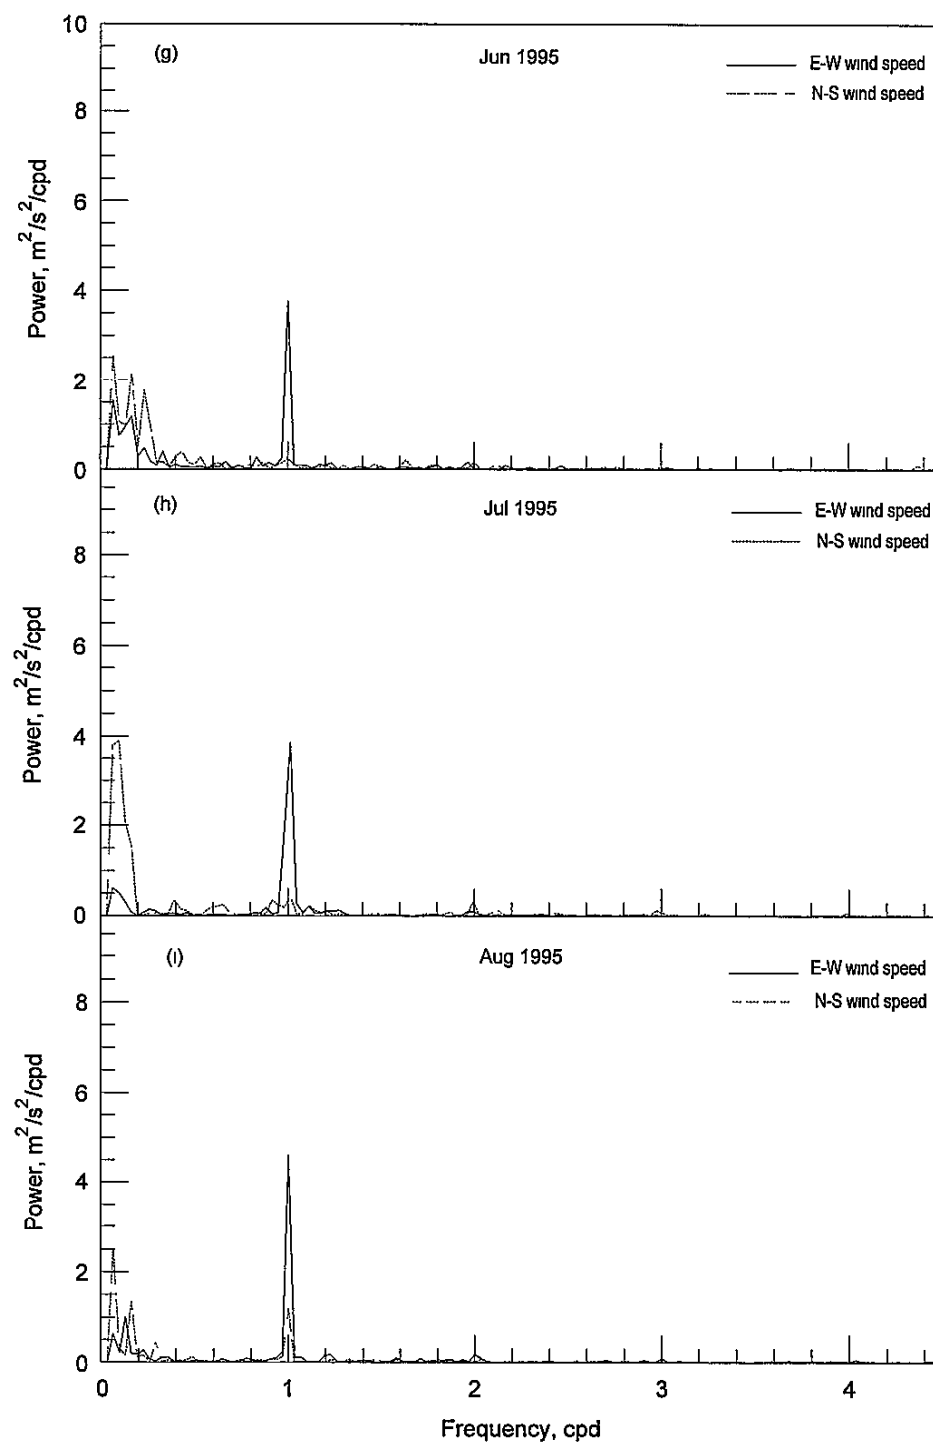 10
(g)
Jun 1995
E-W wind speed
N-S wind speed
8
6
4
2
0
Power, m²/s²/cpd
(h)
Jul 1995
E-W wind speed
N-S wind speed
8
6
4
2
0
Power, m²/s²/cpd
(i)
Aug 1995
E-W wind speed
N-S wind speed
8
6
4
2
0
Power, m²/s²/cpd
0 1 2 3 4
Frequency, cpd